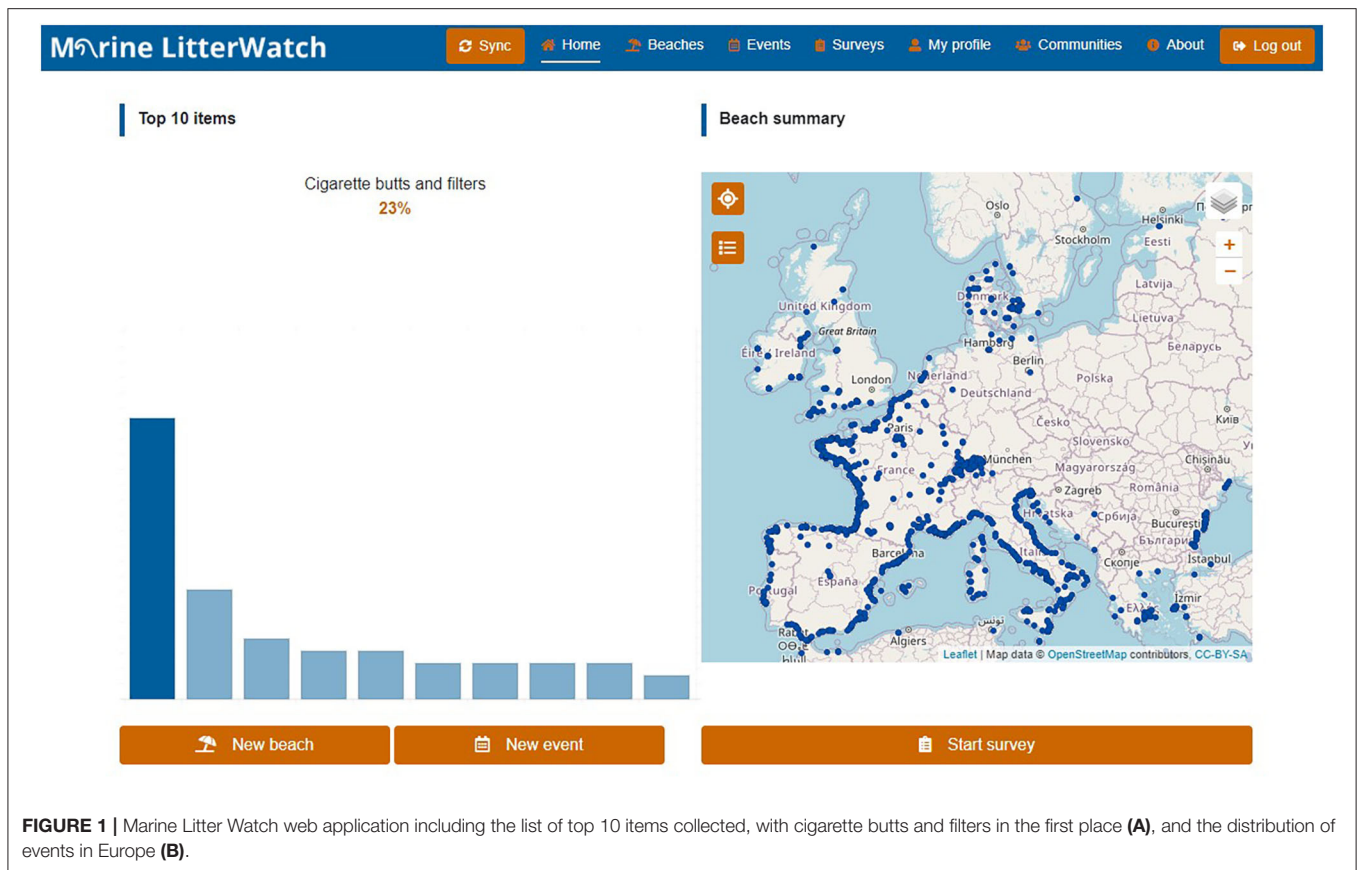 Marine LitterWatch
Sync
Home
Beaches
Events
Surveys
My profile
Communities
About
Log out
Top 10 items
Beach summary
Cigarette butts and filters
23%
Oslo
Helsinki
Stockholm
Eesti
+
−
Latvija
United Kingdom
Danmark
Lietuva
Great Britain
Hamburg
Беларусь
Éire / Ireland
Berlin
London
Nederland
Polska
Deutschland
Česko
Київ
Paris
Slovensko
München
Chișinău
France
Magyarország
Zagreb
România
Hrvatska
Србија
București
Barcelona
Italia
България
Скопје
Istanbul
España
Portugal
İzmir
Ελλάς
تونس
Rabat
Algiers
Leaflet | Map data © OpenStreetMap contributors, CC-BY-SA
New beach
New event
Start survey
FIGURE 1 | Marine Litter Watch web application including the list of top 10 items collected, with cigarette butts and filters in the first place (A), and the distribution of
events in Europe (B).